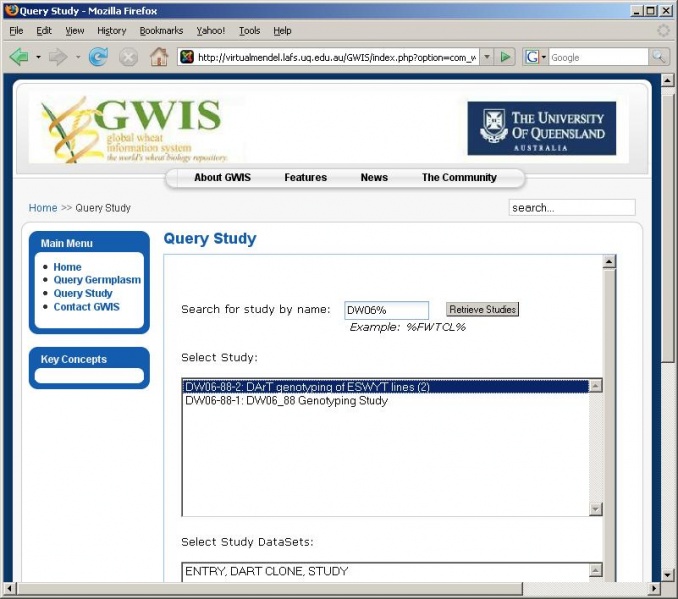 Query Study - Mozilla Firefox
File Edit View History Bookmarks Yahoo! Tools Help
http://virtualmendel.lafs.uq.edu.au/GWIS/index.php?option=com_w
Google
GWIS
global wheat
information system
the world's wheat biology repository.
THE UNIVERSITY
OF QUEENSLAND
AUSTRALIA
About GWIS Features News The Community
Home >> Query Study
search...
Main Menu
Home
Query Germplasm
Query Study
Contact GWIS
Key Concepts
Query Study
Search for study by name: DW06% Retrieve Studies
Example: %FWTCL%
Select Study:
DW06-88-2: DArT genotyping of ESWYT lines (2)
DW06-88-1: DW06_88 Genotyping Study
Select Study DataSets:
ENTRY, DART CLONE, STUDY